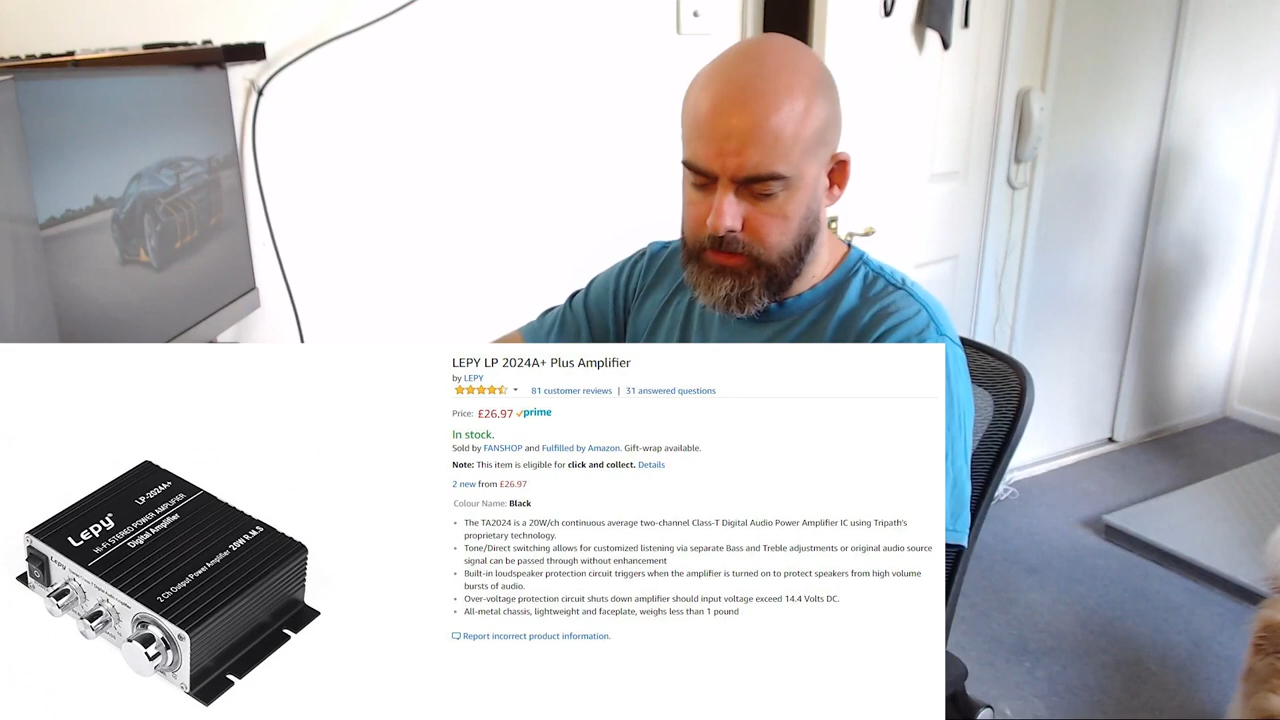 LEPY LP 2024A+ Plus Amplifier
by LEPY
81 customer reviews | 31 answered questions
Price: £26.97 prime
In stock.
Sold by FANSHOP and Fulfilled by Amazon. Gift-wrap available.
Note: This item is eligible for click and collect. Details
2 new from £26.97
Colour Name: Black
The TA2024 is a 20W/ch continuous average two-channel Class-T Digital Audio Power Amplifier IC using Tripath's
proprietary technology.
Tone/Direct switching allows for customized listening via separate Bass and Treble adjustments or original audio source
signal can be passed through without enhancement
Built-in loudspeaker protection circuit triggers when the amplifier is turned on to protect speakers from high volume
bursts of audio.
Over-voltage protection circuit shuts down amplifier should input voltage exceed 14.4 Volts DC.
All-metal chassis, lightweight and faceplate, weighs less than 1 pound
Report incorrect product information.
LP-2024A+
Lepy®
Hi-Fi STEREO POWER AMPLIFIER
Digital Amplifier
2 Ch Output Power Amplifier 20W R.M.S
Lepy